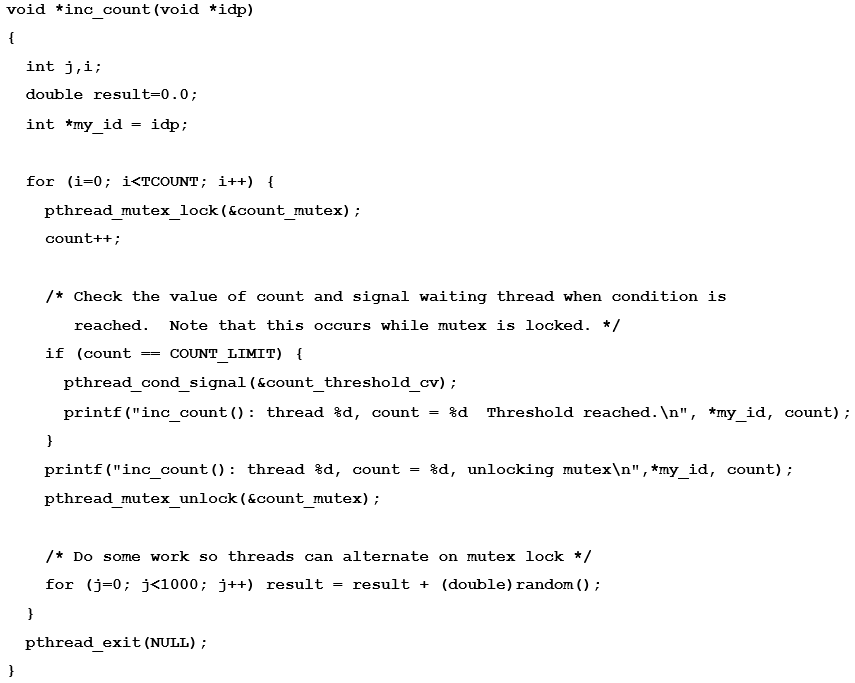 void *inc_count(void *idp)
{
  int j,i;
  double result=0.0;
  int *my_id = idp;

  for (i=0; i<TCOUNT; i++) {
    pthread_mutex_lock(&count_mutex);
    count++;

    /* Check the value of count and signal waiting thread when condition is
       reached.  Note that this occurs while mutex is locked. */
    if (count == COUNT_LIMIT) {
      pthread_cond_signal(&count_threshold_cv);
      printf("inc_count(): thread %d, count = %d  Threshold reached.\n", *my_id, count);
    }
    printf("inc_count(): thread %d, count = %d, unlocking mutex\n",*my_id, count);
    pthread_mutex_unlock(&count_mutex);

    /* Do some work so threads can alternate on mutex lock */
    for (j=0; j<1000; j++) result = result + (double)random();
  }
  pthread_exit(NULL);
}